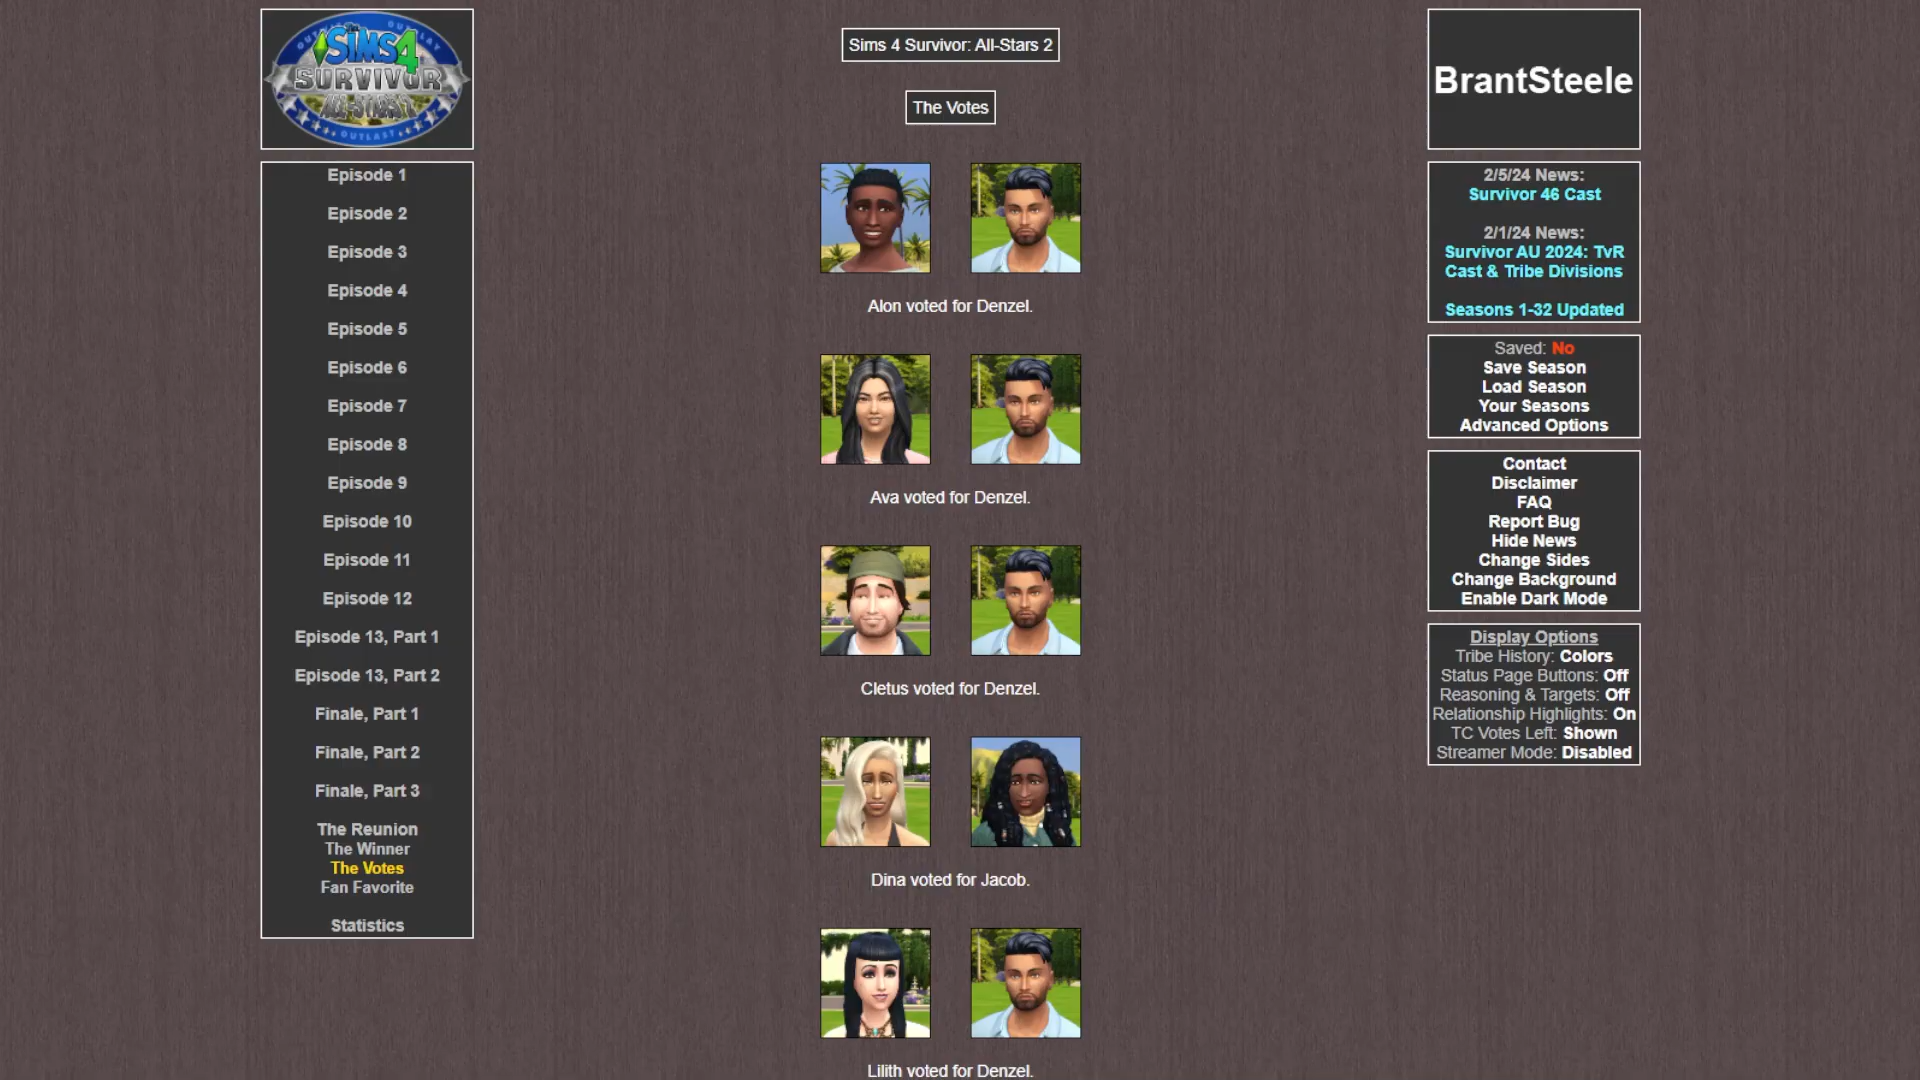 OUTWIT OUTPLAY
The SIMS 4
SURVIVOR
ALL-STARS 2
OUTLAST
Episode 1
Episode 2
Episode 3
Episode 4
Episode 5
Episode 6
Episode 7
Episode 8
Episode 9
Episode 10
Episode 11
Episode 12
Episode 13, Part 1
Episode 13, Part 2
Finale, Part 1
Finale, Part 2
Finale, Part 3
The Reunion
The Winner
The Votes
Fan Favorite
Statistics
Sims 4 Survivor: All-Stars 2
The Votes
Alon voted for Denzel.
Ava voted for Denzel.
Cletus voted for Denzel.
Dina voted for Jacob.
Lilith voted for Denzel.
BrantSteele
2/5/24 News:
Survivor 46 Cast
2/1/24 News:
Survivor AU 2024: TvR
Cast & Tribe Divisions
Seasons 1-32 Updated
Saved: No
Save Season
Load Season
Your Seasons
Advanced Options
Contact
Disclaimer
FAQ
Report Bug
Hide News
Change Sides
Change Background
Enable Dark Mode
Display Options
Tribe History: Colors
Status Page Buttons: Off
Reasoning & Targets: Off
Relationship Highlights: On
TC Votes Left: Shown
Streamer Mode: Disabled